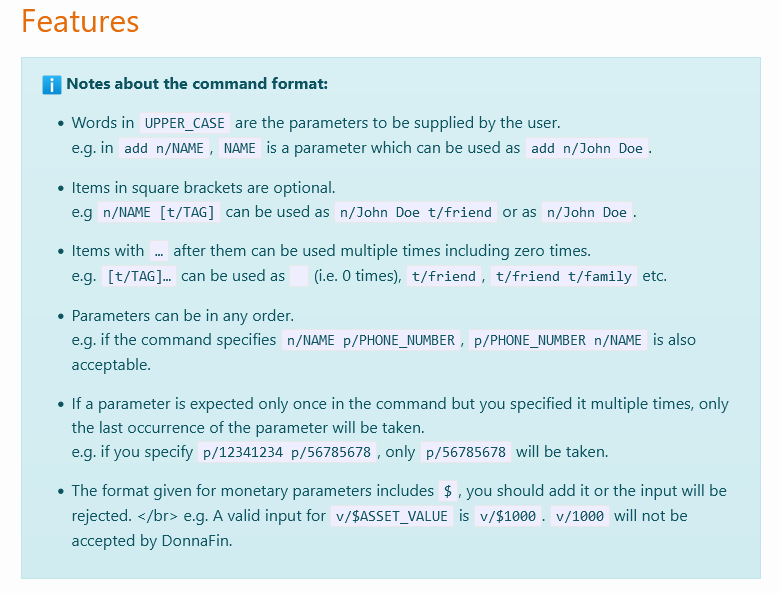 Features
Notes about the command format:
• Words in UPPER_CASE are the parameters to be supplied by the user.
e.g. in add n/NAME , NAME is a parameter which can be used as add n/John Doe .
• Items in square brackets are optional.
e.g n/NAME [t/TAG] can be used as n/John Doe t/friend or as n/John Doe .
• Items with … after them can be used multiple times including zero times.
e.g. [t/TAG]… can be used as (i.e. 0 times), t/friend , t/friend t/family etc.
• Parameters can be in any order.
e.g. if the command specifies n/NAME p/PHONE_NUMBER , p/PHONE_NUMBER n/NAME is also
acceptable.
• If a parameter is expected only once in the command but you specified it multiple times, only
the last occurrence of the parameter will be taken.
e.g. if you specify p/12341234 p/56785678 , only p/56785678 will be taken.
• The format given for monetary parameters includes $ , you should add it or the input will be
rejected. </br> e.g. A valid input for v/$ASSET_VALUE is v/$1000 . v/1000 will not be
accepted by DonnaFin.